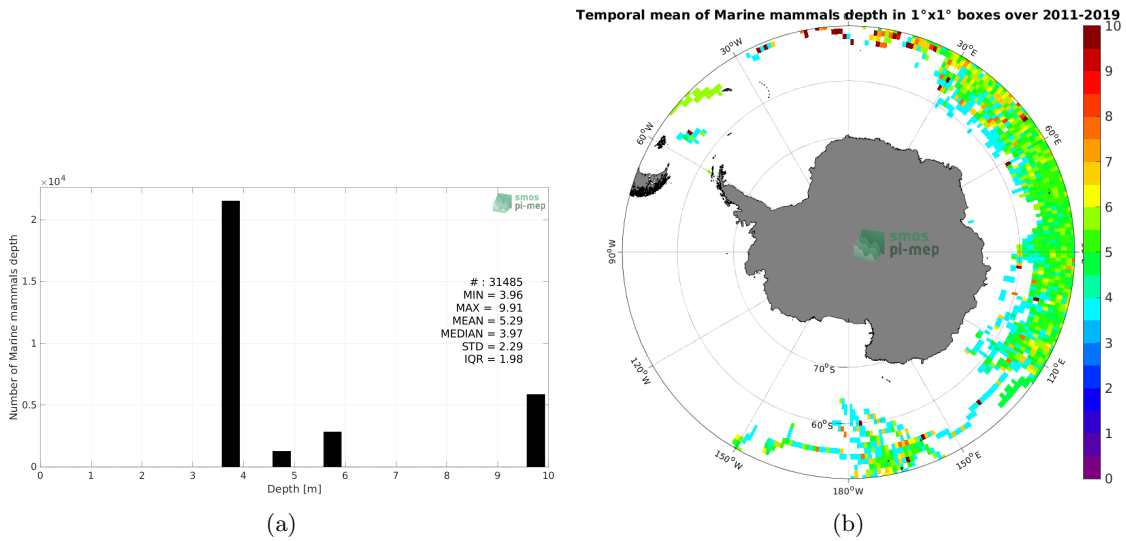 ×10⁴
2
1.5
1
0.5
0
Number of Marine mammals depth
smos
pi-mep
# : 31485
MIN = 3.96
MAX = 9.91
MEAN = 5.29
MEDIAN = 3.97
STD = 2.29
IQR = 1.98
0 1 2 3 4 5 6 7 8 9 10
Depth [m]
(a)
Temporal mean of Marine mammals depth in 1°x1° boxes over 2011-2019
30°W
30°E
60°W
60°E
90°W
smos
pi-mep
120°W
120°E
70°S
60°S
150°W
150°E
180°W
10
9
8
7
6
5
4
3
2
1
0
(b)